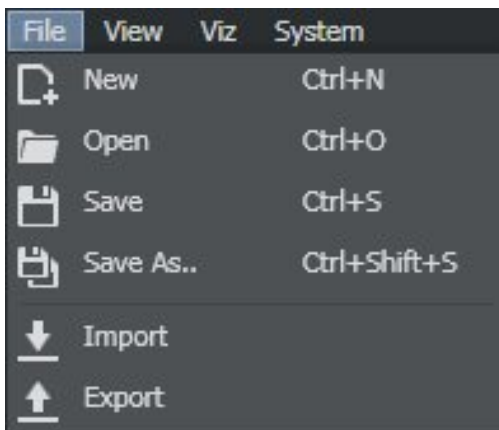 File View Viz System
New Ctrl+N
Open Ctrl+O
Save Ctrl+S
Save As.. Ctrl+Shift+S
Import
Export